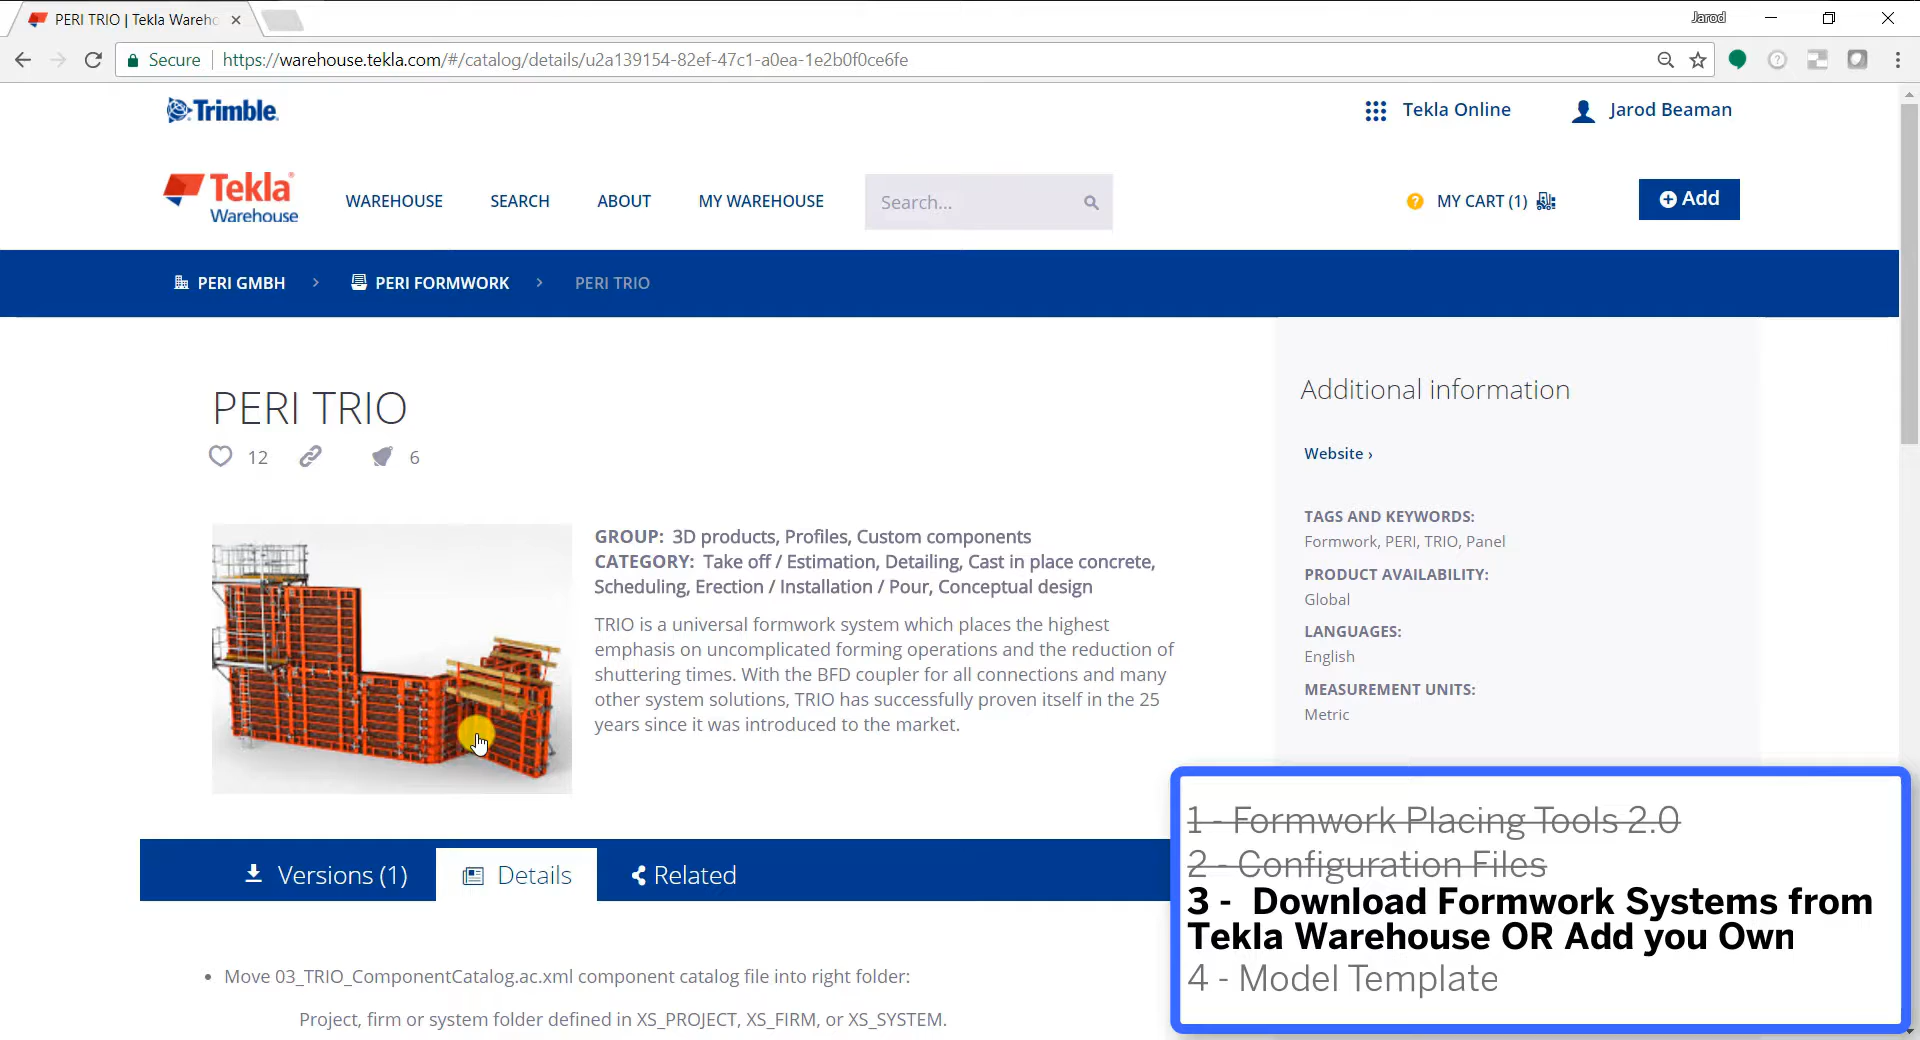 PERI TRIO | Tekla Wareho
Jarod
Secure
https://warehouse.tekla.com/#/catalog/details/u2a139154-82ef-47c1-a0ea-1e2b0f0ce6fe
Trimble.
Tekla Online
Jarod Beaman
Tekla
Warehouse
WAREHOUSE
SEARCH
ABOUT
MY WAREHOUSE
Search...
? MY CART (1)
Add
PERI GMBH > PERI FORMWORK > PERI TRIO
PERI TRIO
12
6
GROUP: 3D products, Profiles, Custom components
CATEGORY: Take off / Estimation, Detailing, Cast in place concrete,
Scheduling, Erection / Installation / Pour, Conceptual design
TRIO is a universal formwork system which places the highest
emphasis on uncomplicated forming operations and the reduction of
shuttering times. With the BFD coupler for all connections and many
other system solutions, TRIO has successfully proven itself in the 25
years since it was introduced to the market.
Additional information
Website ›
TAGS AND KEYWORDS:
Formwork, PERI, TRIO, Panel
PRODUCT AVAILABILITY:
Global
LANGUAGES:
English
MEASUREMENT UNITS:
Metric
Versions (1)
Details
Related
• Move 03_TRIO_ComponentCatalog.ac.xml component catalog file into right folder:
Project, firm or system folder defined in XS_PROJECT, XS_FIRM, or XS_SYSTEM.
1 - Formwork Placing Tools 2.0
2 - Configuration Files
3 - Download Formwork Systems from
Tekla Warehouse OR Add you Own
4 - Model Template